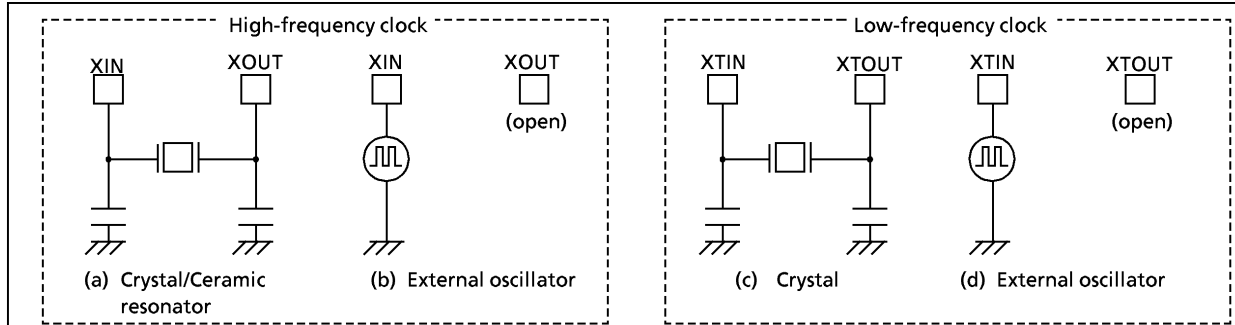 High-frequency clock
XIN XOUT XIN XOUT
(open)
(a) Crystal/Ceramic
resonator
(b) External oscillator
Low-frequency clock
XTIN XTOUT XTIN XTOUT
(open)
(c) Crystal
(d) External oscillator